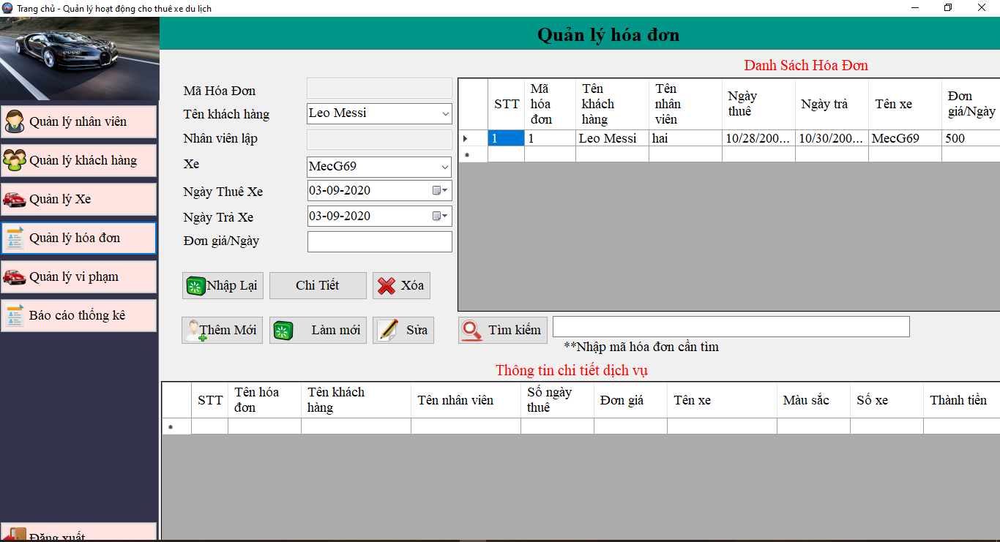 Trang chủ - Quản lý hoạt động cho thuê xe du lịch
Quản lý hóa đơn
Quản lý nhân viên
Quản lý khách hàng
Quản lý Xe
Quản lý hóa đơn
Quản lý vi phạm
Báo cáo thống kê
Đăng xuất
Mã Hóa Đơn
Tên khách hàng Leo Messi
Nhân viên lập
Xe MecG69
Ngày Thuê Xe 03-09-2020
Ngày Trả Xe 03-09-2020
Đơn giá/Ngày
Nhập Lại Chi Tiết Xóa
Thêm Mới Làm mới Sửa
Danh Sách Hóa Đơn
STT Mã hóa đơn Tên khách hàng Tên nhân viên Ngày thuê Ngày trả Tên xe Đơn giá/Ngày
1 1 Leo Messi hai 10/28/200... 10/30/200... MecG69 500
Tìm kiếm
**Nhập mã hóa đơn cần tìm
Thông tin chi tiết dịch vụ
STT Tên hóa đơn Tên khách hàng Tên nhân viên Số ngày thuê Đơn giá Tên xe Màu sắc Số xe Thành tiền